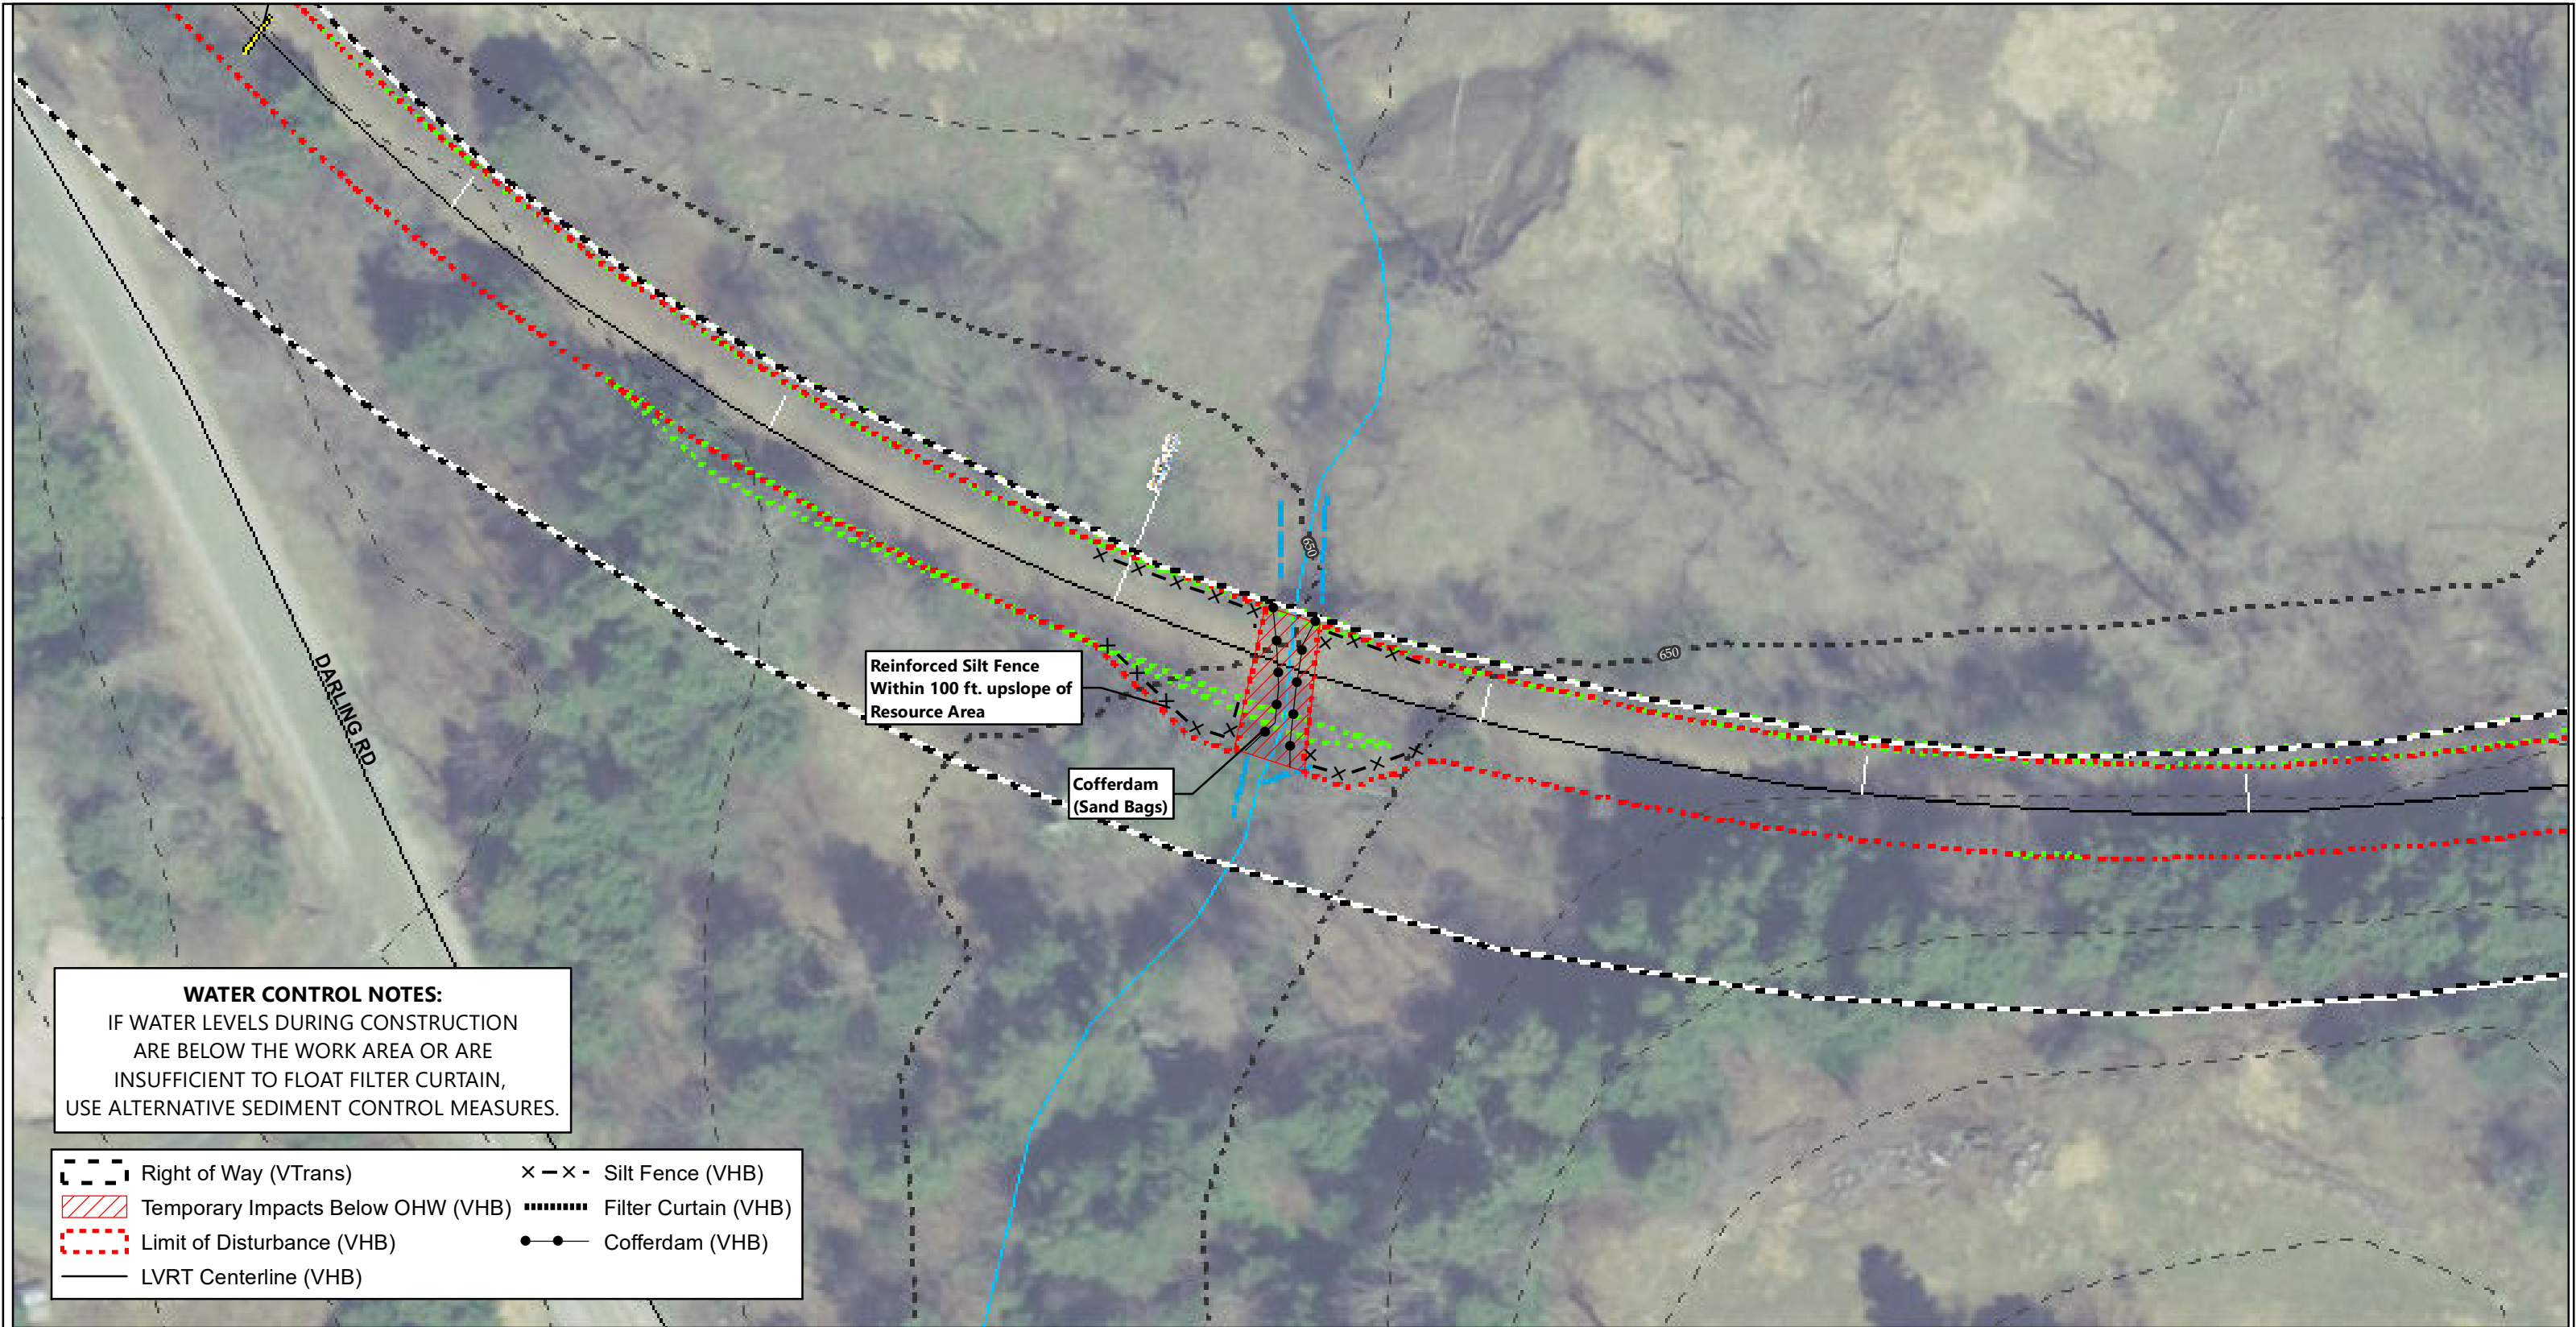 650
650
Reinforced Silt Fence
Within 100 ft. upslope of
Resource Area
DARLING RD
Cofferdam
(Sand Bags)
WATER CONTROL NOTES:
IF WATER LEVELS DURING CONSTRUCTION
ARE BELOW THE WORK AREA OR ARE
INSUFFICIENT TO FLOAT FILTER CURTAIN,
USE ALTERNATIVE SEDIMENT CONTROL MEASURES.
Right of Way (VTrans)
Temporary Impacts Below OHW (VHB)
Limit of Disturbance (VHB)
LVRT Centerline (VHB)
Silt Fence (VHB)
Filter Curtain (VHB)
Cofferdam (VHB)